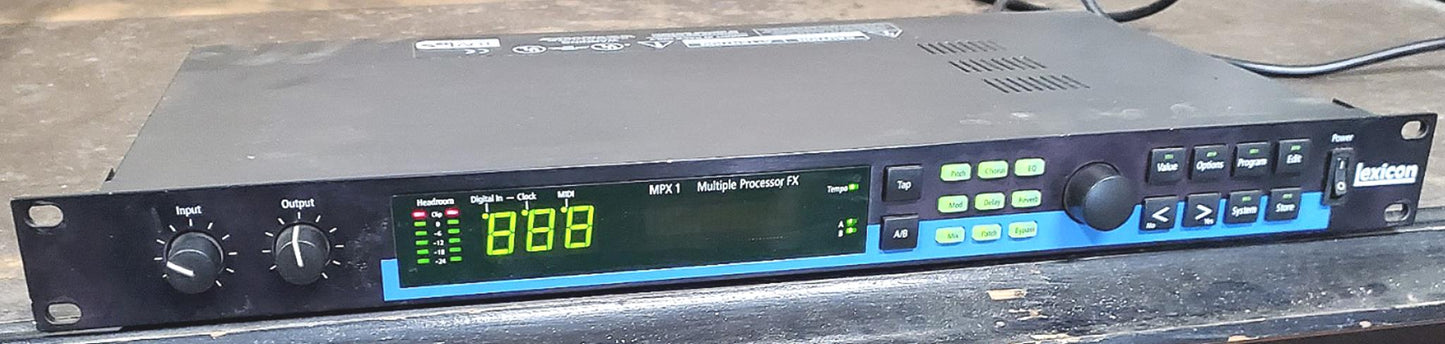 Input
Output
Headroom
Clip
0
-6
-12
-18
-24
Digital In — Clock
MIDI
888
MPX 1 Multiple Processor FX
Tempo
A
B
Tap
A/B
Pitch Chorus EQ
Mod Delay Reverb
Mix Patch Bypass
Value Options Program Edit
< No
> Yes
System Store
Power
I
O
lexicon